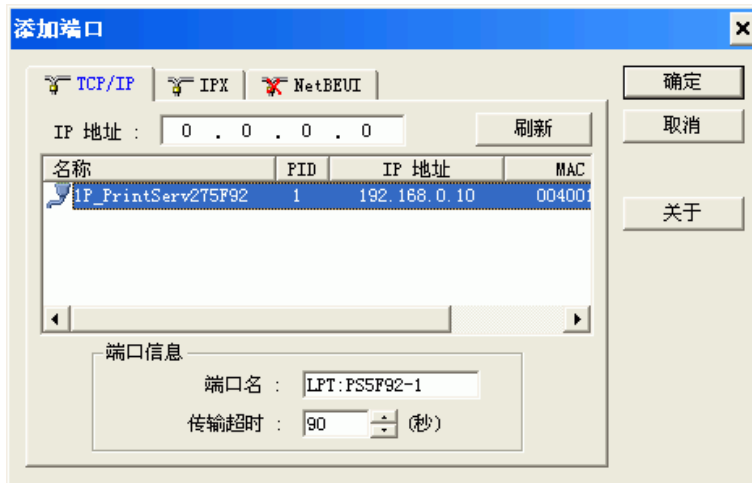 添加端口
TCP/IP IPX NetBEUI
确定
IP 地址 : 0 . 0 . 0 . 0 刷新
取消
名称 PID IP 地址 MAC
1P_PrintServ275F92 1 192.168.0.10 004001
关于
端口信息
端口名 : LPT:PS5F92-1
传输超时 : 90 (秒)